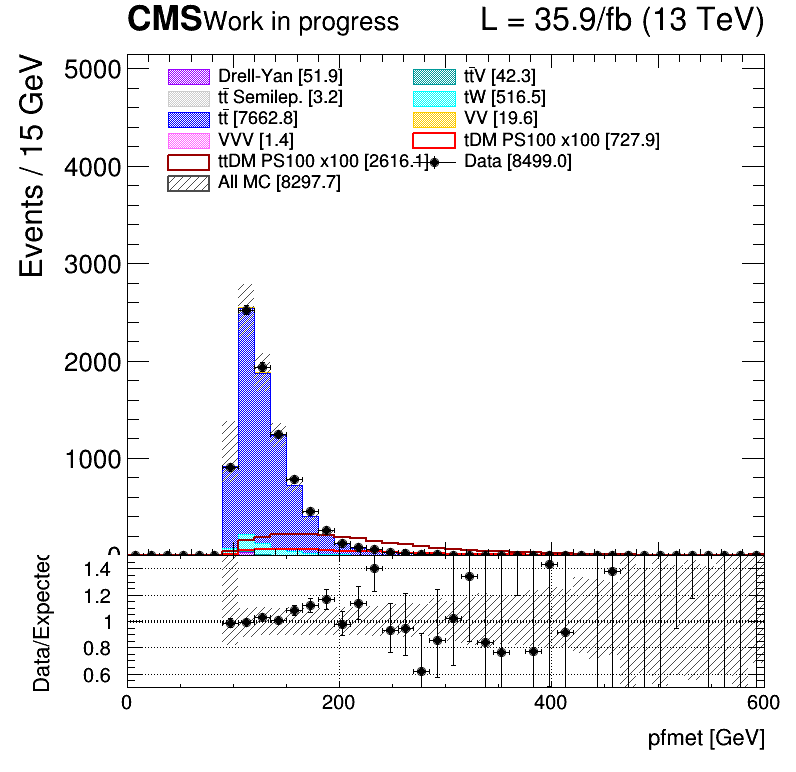 CMS Work in progress L = 35.9/fb (13 TeV)
Events / 15 GeV
5000
4000
3000
2000
1000
0
Drell-Yan [51.9] tt̄V [42.3]
tt̄ Semilep. [3.2] tW [516.5]
tt̄ [7662.8] VV [19.6]
VVV [1.4] tDM PS100 x100 [727.9]
ttDM PS100 x100 [2616.1] Data [8499.0]
All MC [8297.7]
Data/Expected
1.4
1.2
1
0.8
0.6
0 200 400 600
pfmet [GeV]